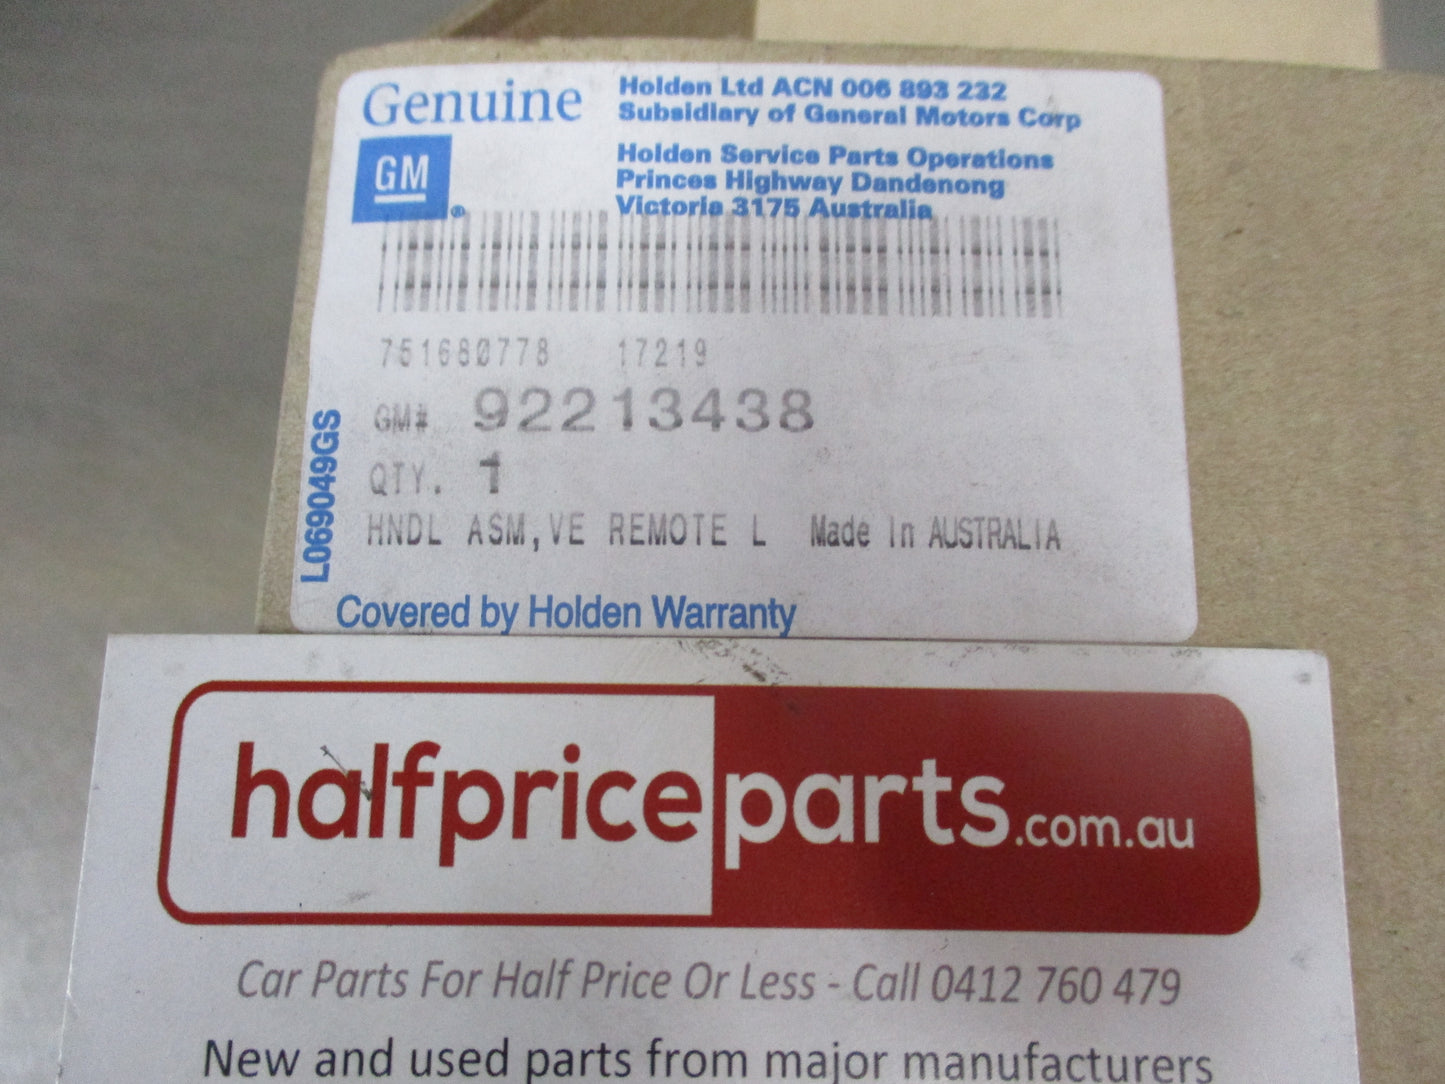 Genuine
GM
®
Holden Ltd ACN 006 893 232
Subsidiary of General Motors Corp
Holden Service Parts Operations
Princes Highway Dandenong
Victoria 3175 Australia
751680778 17219
GM# 92213438
QTY. 1
HNDL ASM,VE REMOTE L Made In AUSTRALIA
L069049GS
Covered by Holden Warranty
halfpriceparts.com.au
Car Parts For Half Price Or Less - Call 0412 760 479
New and used parts from major manufacturers